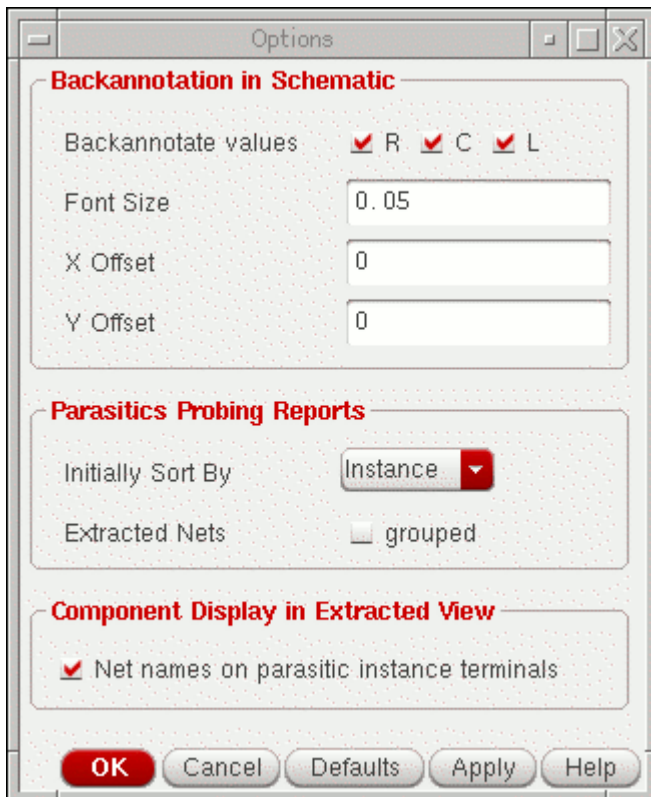 Options
Backannotation in Schematic
Backannotate values R C L
Font Size 0.05
X Offset 0
Y Offset 0
Parasitics Probing Reports
Initially Sort By Instance
Extracted Nets grouped
Component Display in Extracted View
Net names on parasitic instance terminals
OK Cancel Defaults Apply Help